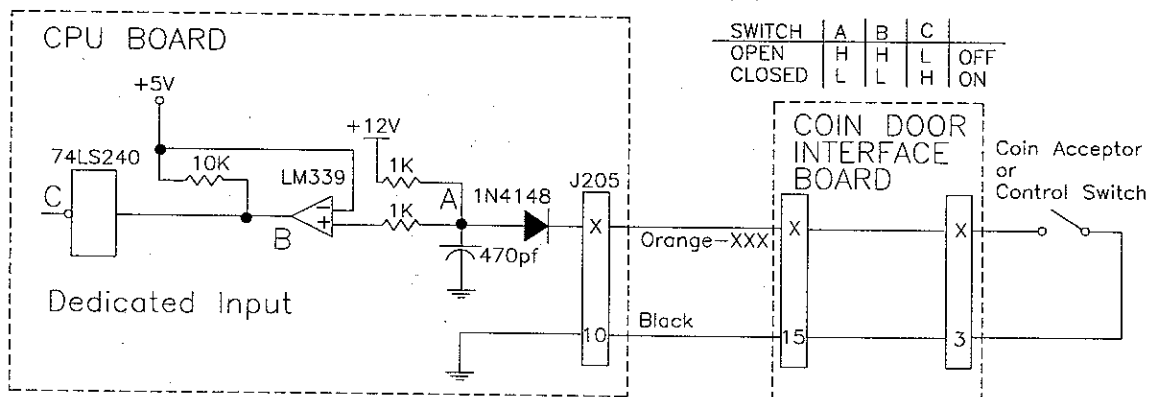 CPU BOARD
SWITCH A B C
OPEN H H L OFF
CLOSED L L H ON
+5V
+12V
COIN DOOR
INTERFACE
BOARD
Coin Acceptor
or
Control Switch
74LS240
10K
LM339
1K
A
1N4148
J205
C
B
-
+
1K
470pf
X
Orange-XXX
X
X
Dedicated Input
Black
10
15
3